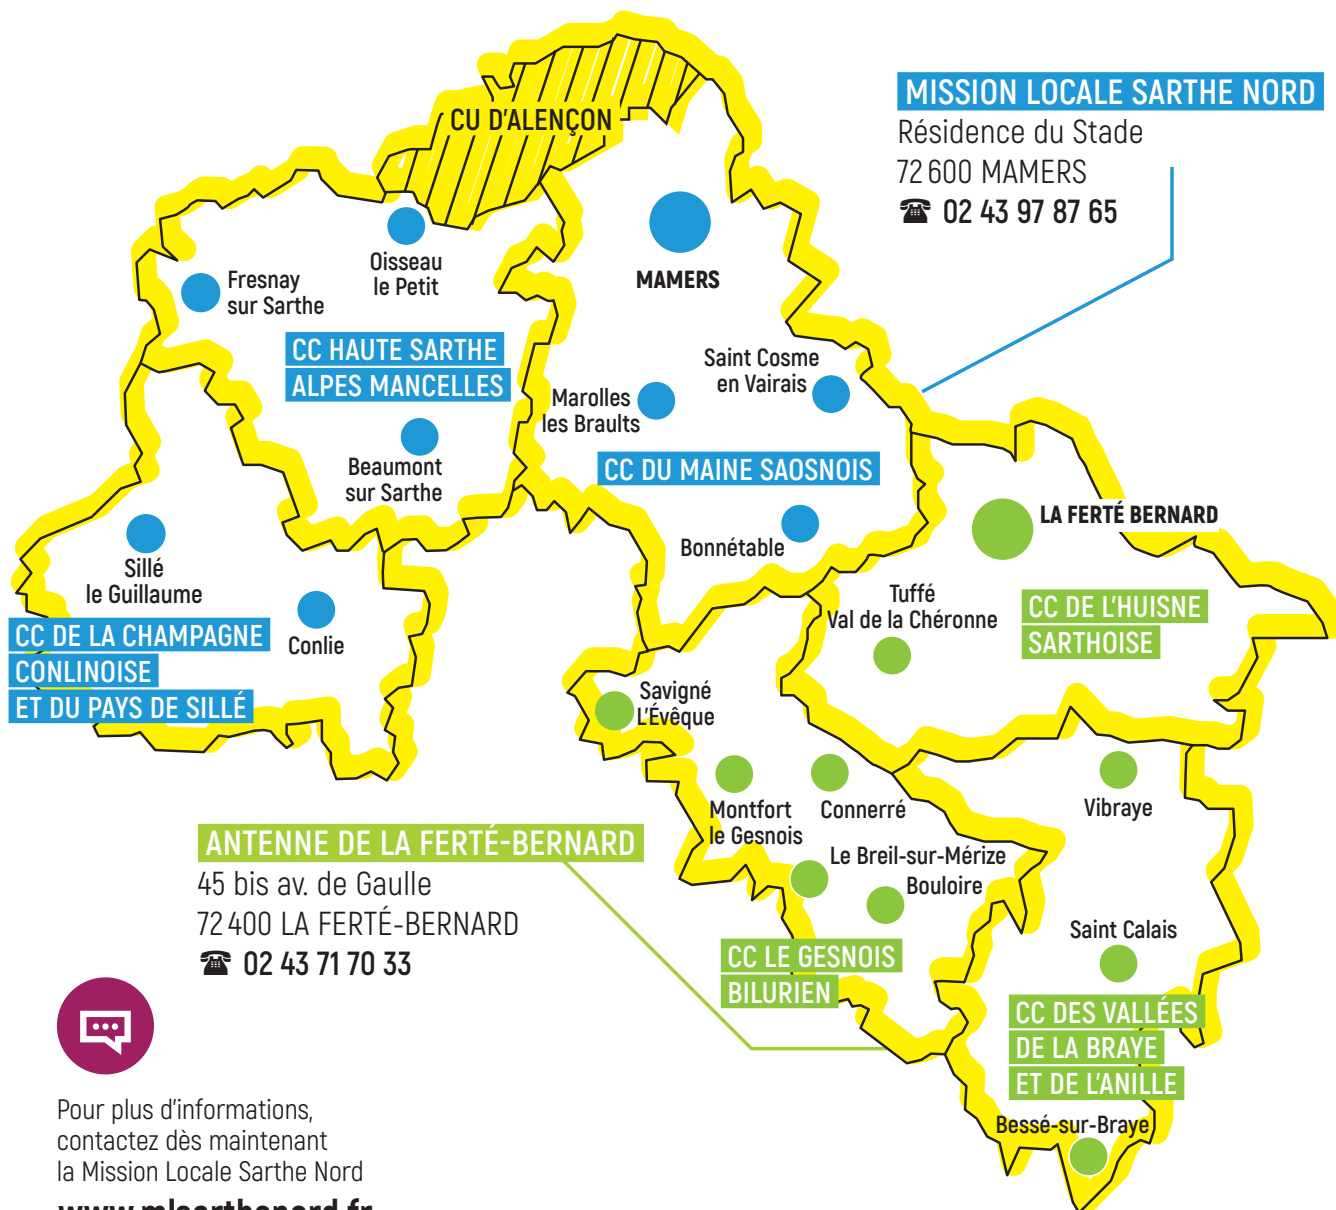 CU D'ALENÇON
MISSION LOCALE SARTHE NORD
Résidence du Stade
72 600 MAMERS
☎ 02 43 97 87 65
Oisseau
le Petit
Fresnay
sur Sarthe
MAMERS
CC HAUTE SARTHE
ALPES MANCELLES
Saint Cosme
en Vairais
Marolles
les Braults
Beaumont
sur Sarthe
CC DU MAINE SAOSNOIS
LA FERTÉ BERNARD
Bonnétable
Sillé
le Guillaume
Conlie
CC DE LA CHAMPAGNE
CONLINOISE
ET DU PAYS DE SILLÉ
Tuffé
Val de la Chéronne
CC DE L'HUISNE
SARTHOISE
Savigné
L'Évêque
Montfort
le Gesnois
Connerré
Vibraye
ANTENNE DE LA FERTÉ-BERNARD
45 bis av. de Gaulle
72 400 LA FERTÉ-BERNARD
☎ 02 43 71 70 33
Le Breil-sur-Mérize
Bouloire
Saint Calais
CC LE GESNOIS
BILURIEN
CC DES VALLÉES
DE LA BRAYE
ET DE L'ANILLE
Bessé-sur-Braye
Pour plus d'informations,
contactez dès maintenant
la Mission Locale Sarthe Nord
www.mlsarthenord.fr